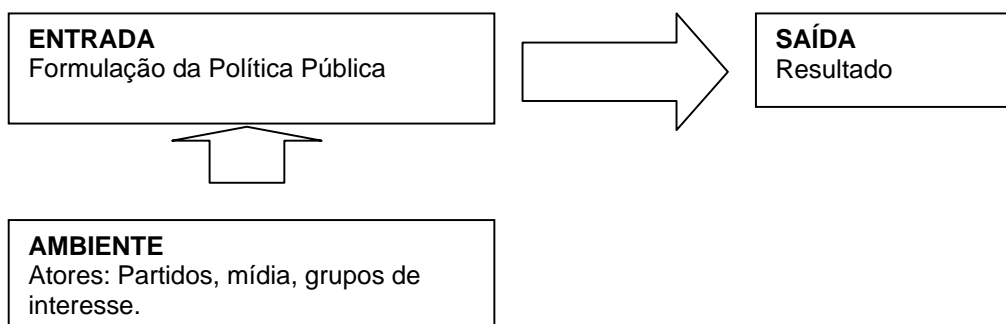 ENTRADA
Formulação da Política Pública
SAÍDA
Resultado
AMBIENTE
Atores: Partidos, mídia, grupos de
interesse.